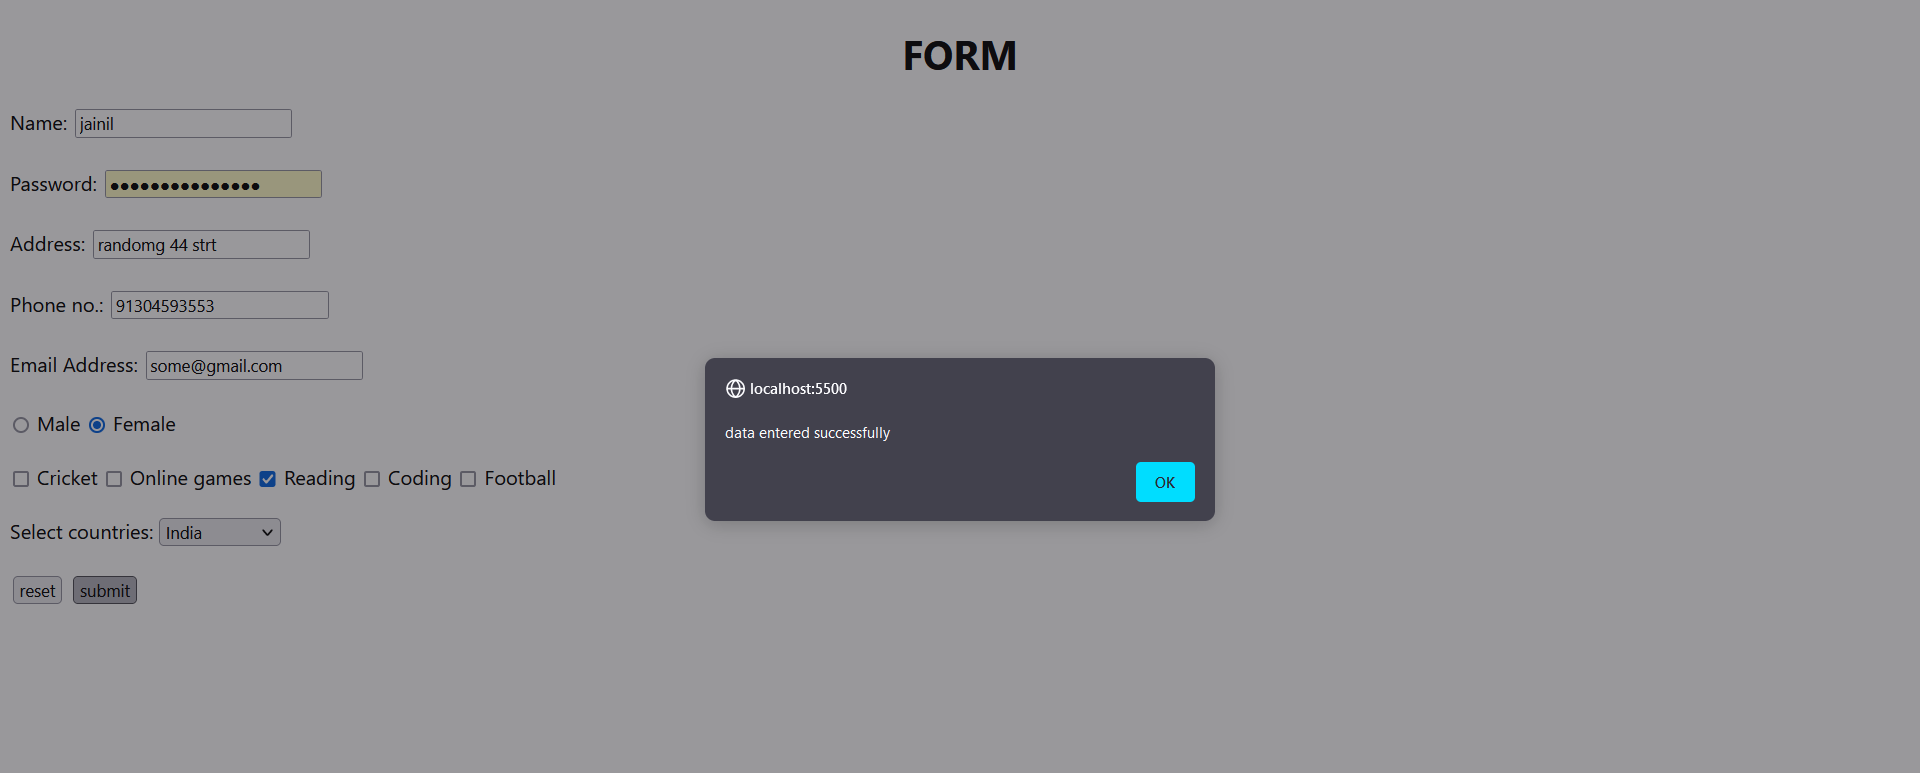 FORM
Name: jainil
Password: ●●●●●●●●●●●●●●●
Address: randomg 44 strt
Phone no.: 91304593553
Email Address: some@gmail.com
Male Female
Cricket Online games Reading Coding Football
Select countries: India
reset submit
localhost:5500
data entered successfully
OK